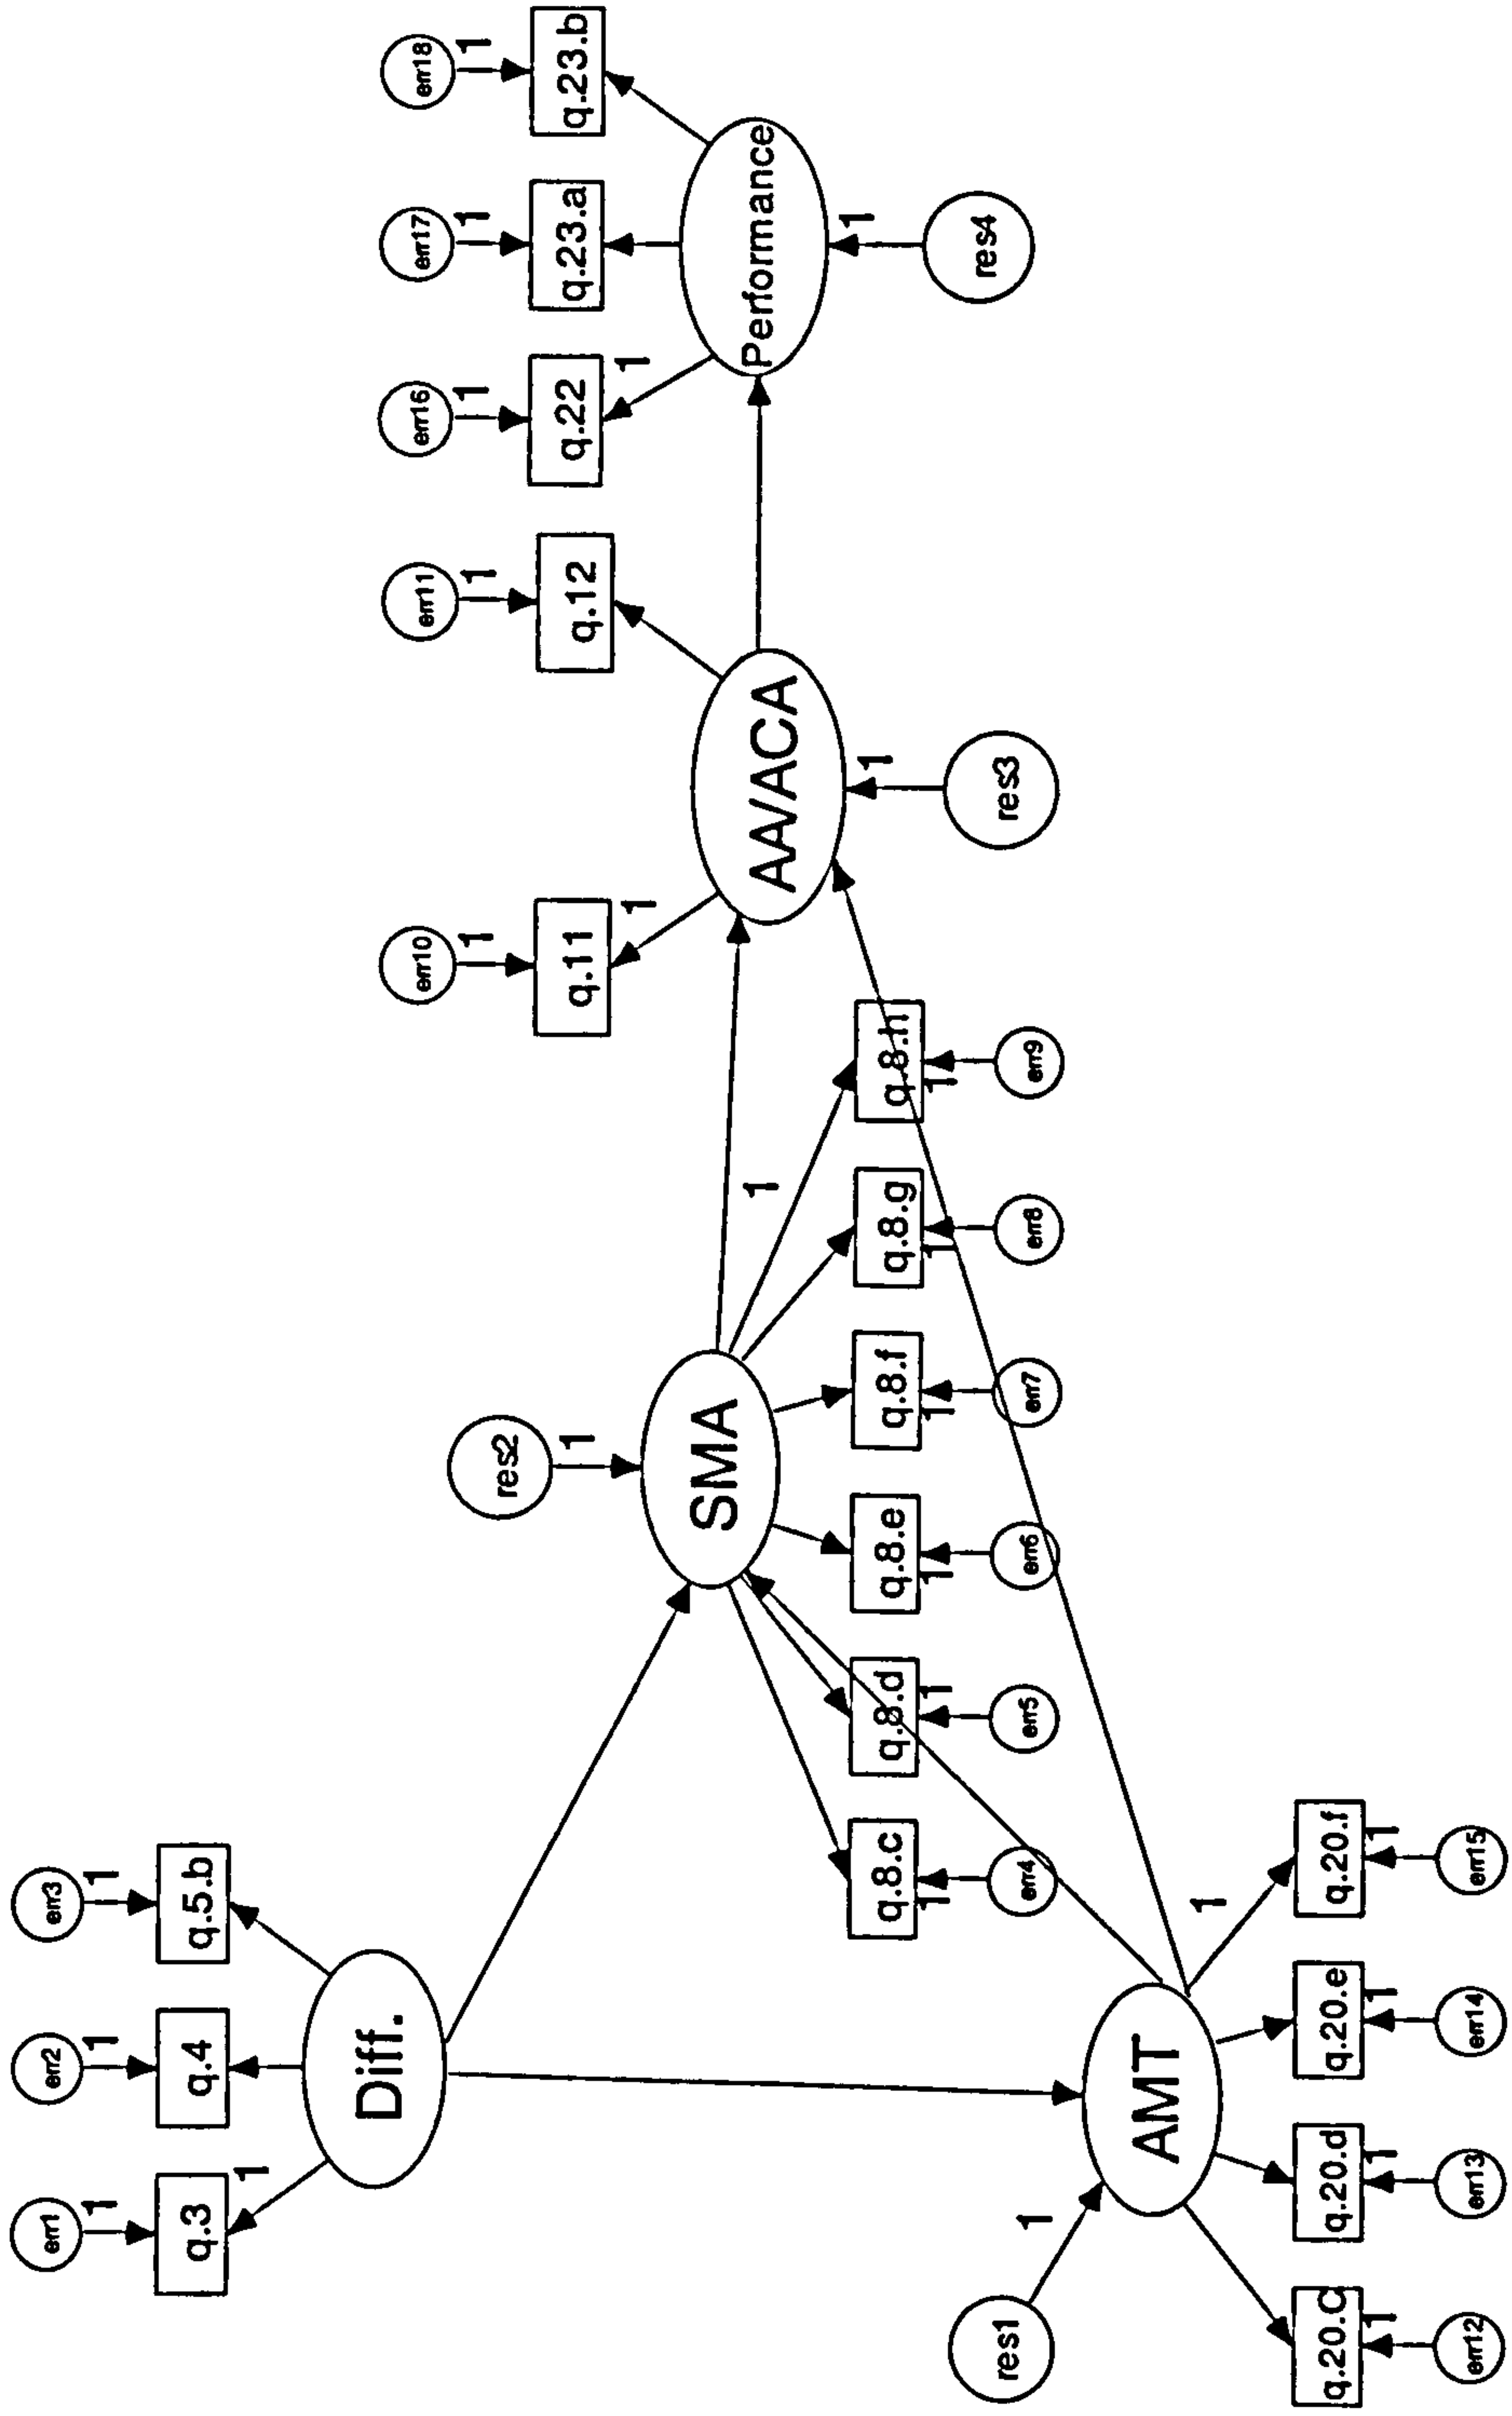 err1
err2
err3
1
1
1
q.3
q.4
q.5.b
1
Diff.
err10
err11
err16
err17
err18
1
1
1
1
1
res2
1
q.11
q.12
q.22
q.23.a
q.23.b
1
1
SMA
1
AA/ACA
Performance
1
1
q.8.c
q.8.d
q.8.e
q.8.f
q.8.g
q.8.h
1
1
1
1
1
1
err4
err5
err6
err7
err8
err9
res3
res4
res1
1
AMT
1
q.20.C
q.20.d
q.20.e
q.20.f
1
1
1
1
err12
err13
err14
err15